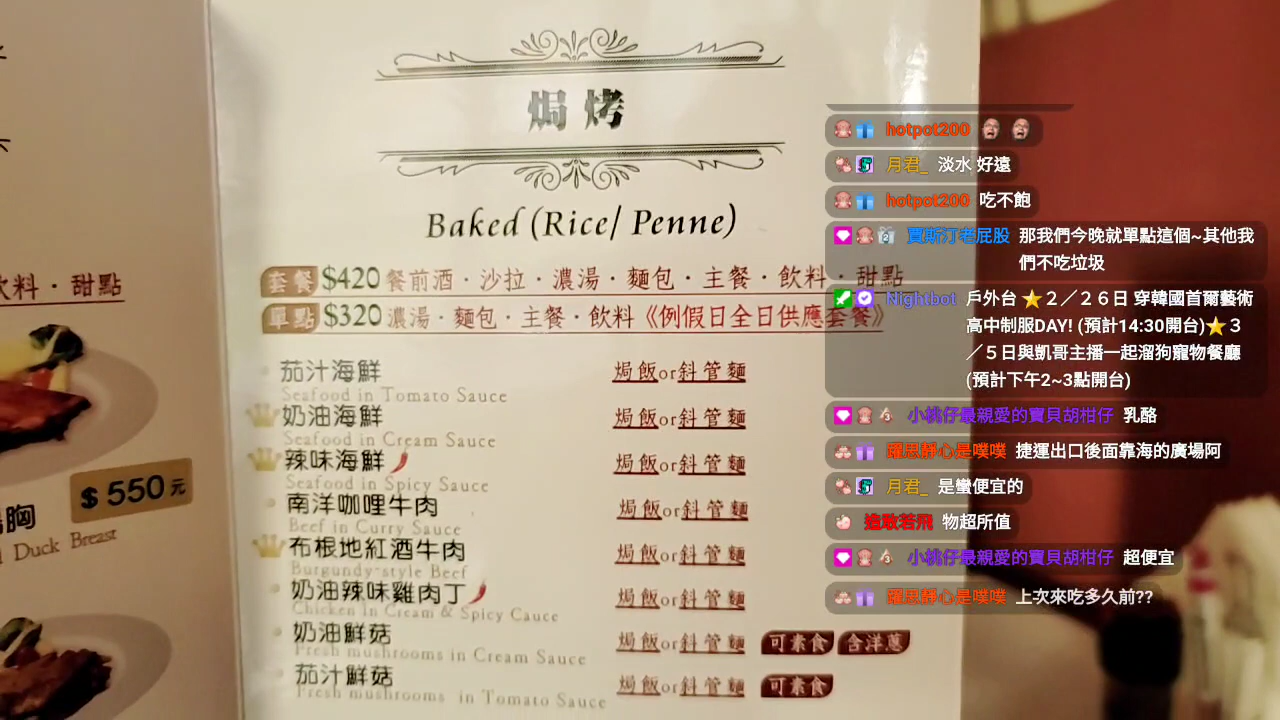 焗烤
Baked (Rice/ Penne)
套餐 $420 餐前酒·沙拉·濃湯·麵包·主餐·飲料·甜點
單點 $320 濃湯·麵包·主餐·飲料《例假日全日供應套餐》
茄汁海鮮 焗飯or斜管麵
Seafood in Tomato Sauce
奶油海鮮 焗飯or斜管麵
Seafood in Cream Sauce
辣味海鮮 焗飯or斜管麵
Seafood in Spicy Sauce
南洋咖哩牛肉 焗飯or斜管麵
Beef in Curry Sauce
布根地紅酒牛肉 焗飯or斜管麵
Burgundy-style Beef
奶油辣味雞肉丁 焗飯or斜管麵
Chicken In Cream & Spicy Cauce
奶油鮮菇 焗飯or斜管麵 可素食 含洋蔥
Fresh mushrooms in Cream Sauce
茄汁鮮菇 焗飯or斜管麵 可素食
Fresh mushrooms in Tomato Sauce
飲料·甜點
$550元
胸
Duck Breast
hotpot200
月君_ 淡水 好遠
hotpot200 吃不飽
賈斯汀老屁股 那我們今晚就單點這個~其他我
們不吃垃圾
Nightbot 戶外台 ⭐２／２６日 穿韓國首爾藝術
高中制服DAY! (預計14:30開台)⭐３
／５日與凱哥主播一起溜狗寵物餐廳
(預計下午2~3點開台)
小桃仔最親愛的寶貝胡柑仔 乳酪
羅思靜心是噗噗 捷運出口後面靠海的廣場阿
月君_ 是蠻便宜的
追敢若飛 物超所值
小桃仔最親愛的寶貝胡柑仔 超便宜
羅思靜心是噗噗 上次來吃多久前??